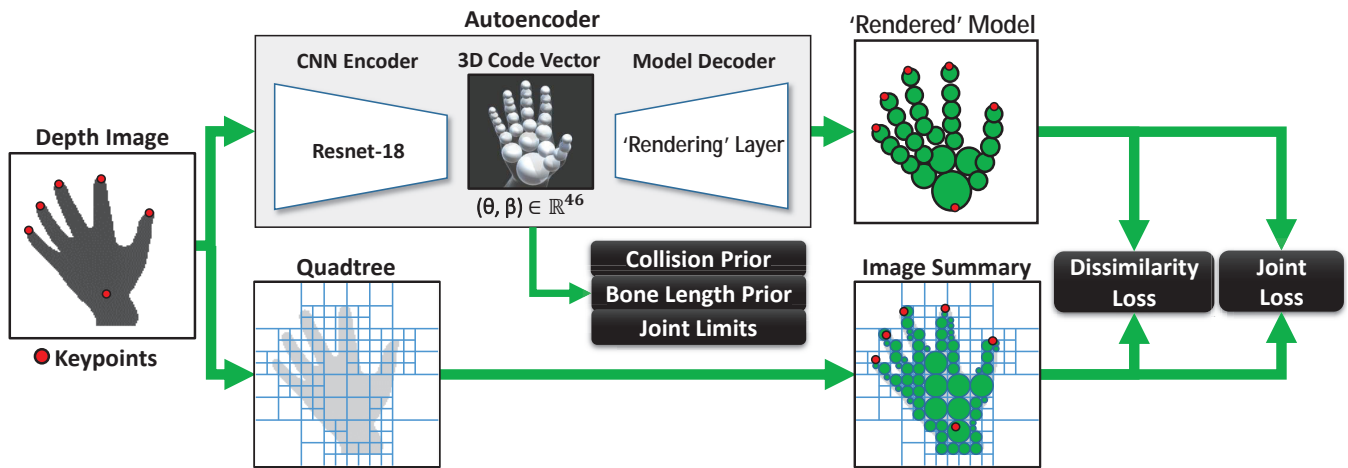 Autoencoder
‘Rendered’ Model
CNN Encoder
3D Code Vector
Model Decoder
Depth Image
Resnet-18
‘Rendering’ Layer
(θ, β) ∈ ℝ⁴⁶
Keypoints
Quadtree
Collision Prior
Bone Length Prior
Joint Limits
Image Summary
Dissimilarity
Loss
Joint
Loss